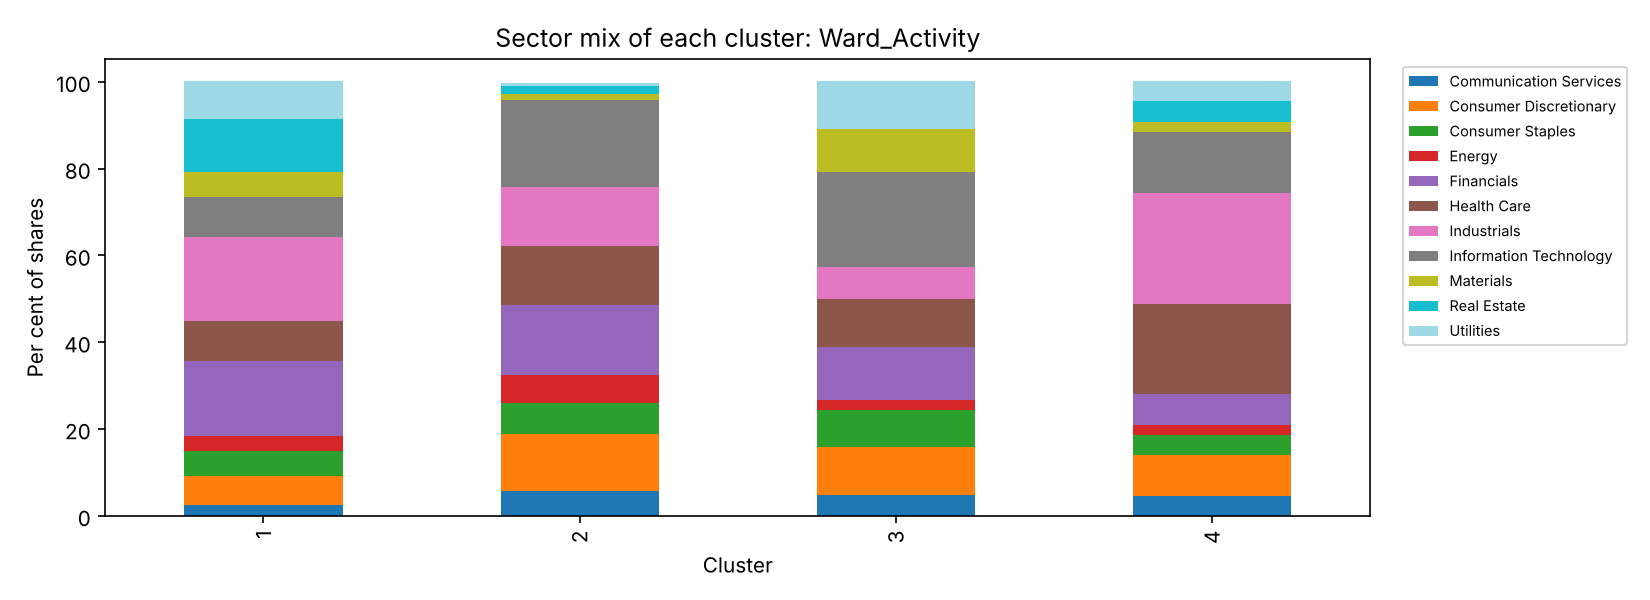 Sector mix of each cluster: Ward_Activity
Per cent of shares
100
80
60
40
20
0
1
2
3
4
Cluster
Communication Services
Consumer Discretionary
Consumer Staples
Energy
Financials
Health Care
Industrials
Information Technology
Materials
Real Estate
Utilities